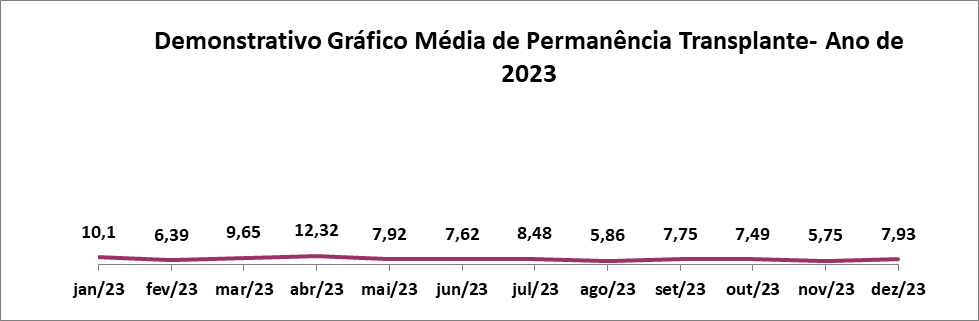 Demonstrativo Gráfico Média de Permanência Transplante- Ano de
2023
10,1 6,39 9,65 12,32 7,92 7,62 8,48 5,86 7,75 7,49 5,75 7,93
jan/23 fev/23 mar/23 abr/23 mai/23 jun/23 jul/23 ago/23 set/23 out/23 nov/23 dez/23